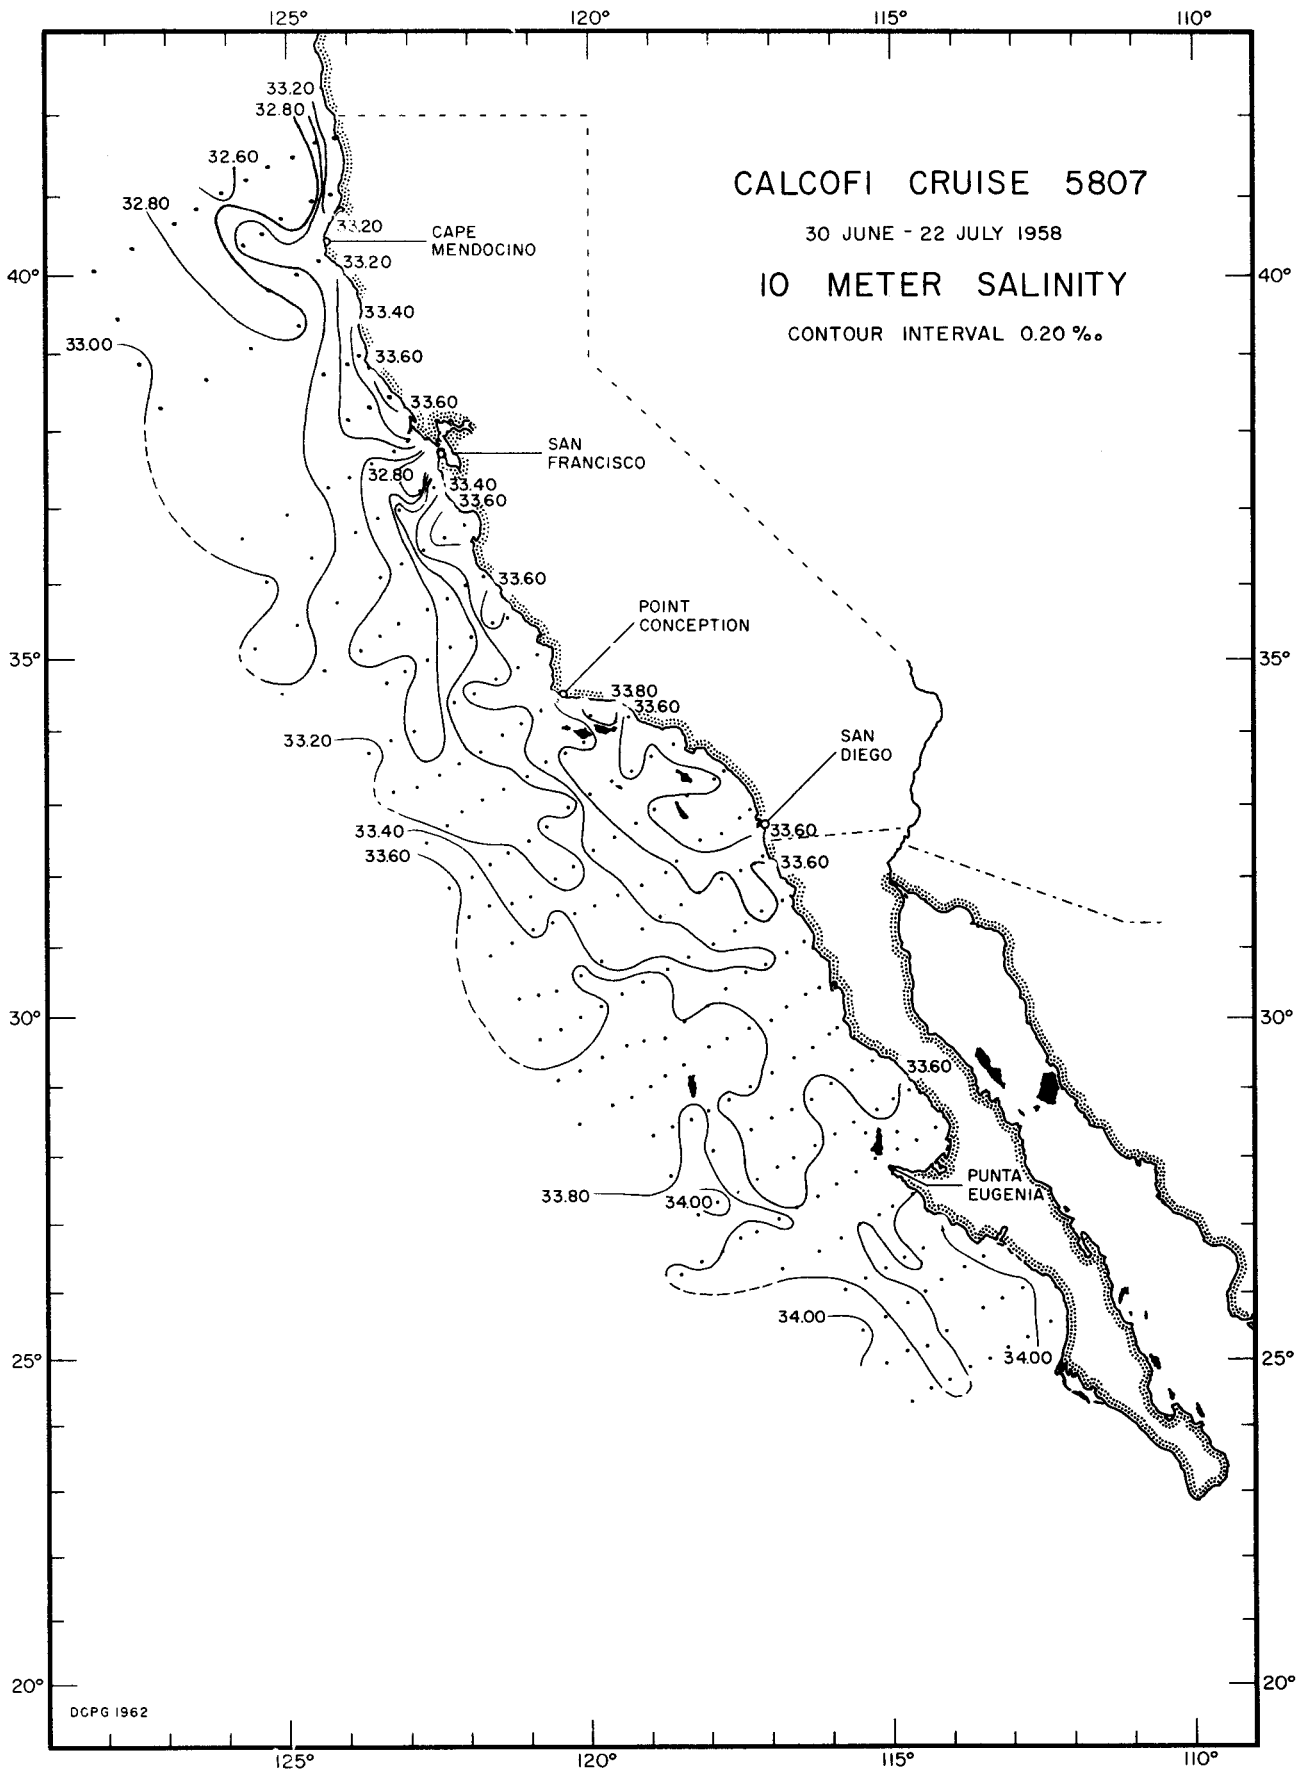 125° 120° 115° 110°
33.20
32.80
32.60
CALCOFI CRUISE 5807
32.80
33.20
30 JUNE - 22 JULY 1958
CAPE
MENDOCINO
33.20
40° 40°
10 METER SALINITY
33.40
CONTOUR INTERVAL 0.20 ‰
33.00
33.60
33.60
SAN
FRANCISCO
32.80
33.40
33.60
33.60
POINT
CONCEPTION
35° 35°
33.80
33.60
33.20
SAN
DIEGO
33.40
33.60
33.60
33.60
30° 30°
33.60
PUNTA
EUGENIA
33.80
34.00
34.00
34.00
25° 25°
20° 20°
DCPG 1962
125° 120° 115° 110°